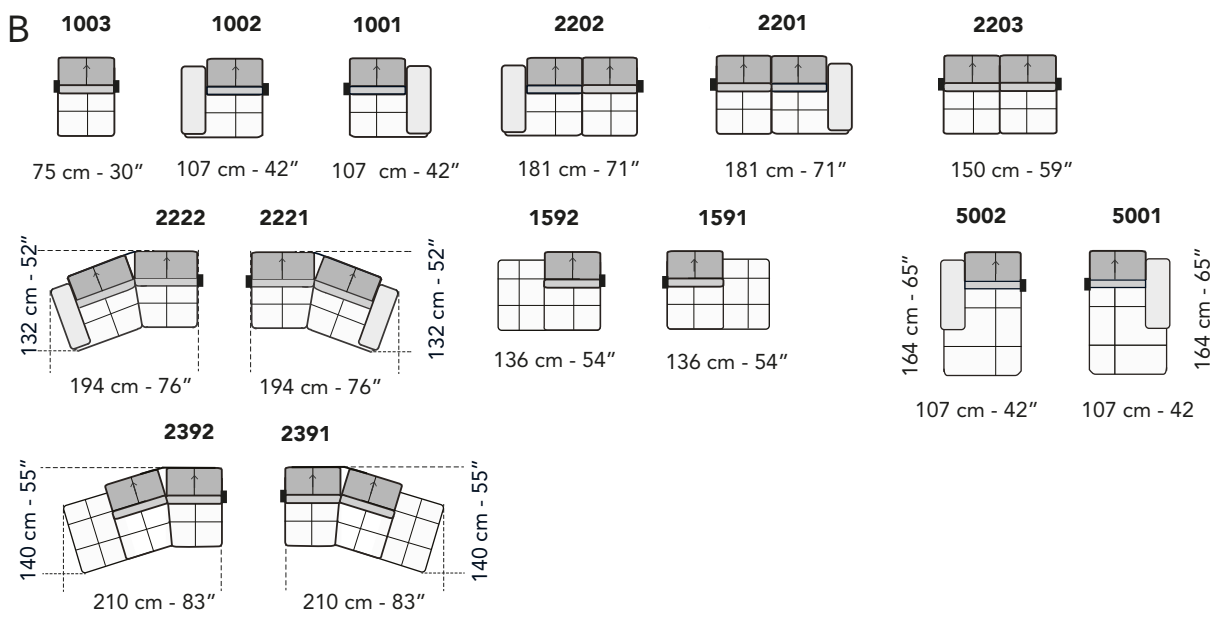 B
1003 1002 1001 2202 2201 2203
75 cm - 30” 107 cm - 42” 107 cm - 42” 181 cm - 71” 181 cm - 71” 150 cm - 59”
2222 2221 1592 1591 5002 5001
132 cm - 52” 132 cm - 52” 164 cm - 65” 164 cm - 65”
194 cm - 76” 194 cm - 76” 136 cm - 54” 136 cm - 54” 107 cm - 42” 107 cm - 42
2392 2391
140 cm - 55” 140 cm - 55”
210 cm - 83” 210 cm - 83”